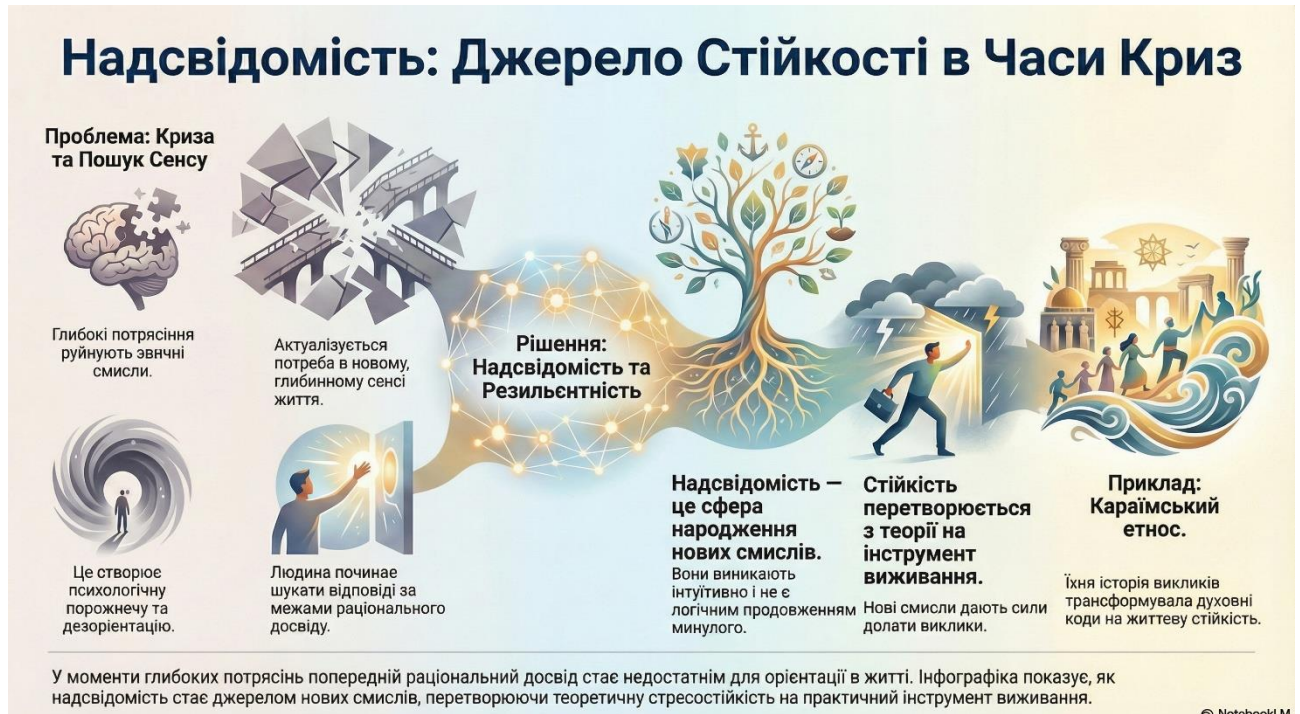 Надсвідомість: Джерело Стійкості в Часи Криз
Проблема: Криза
та Пошук Сенсу
Глибокі потрясіння
руйнують звичні
смисли.
Актуалізується
потреба в новому,
глибинному сенсі
життя.
Це створює
психологічну
порожнечу та
дезорієнтацію.
Людина починає
шукати відповіді за
межами раціонального
досвіду.
Рішення:
Надсвідомість та
Резильєнтність
Надсвідомість —
це сфера
народження
нових смислів.
Вони виникають
інтуїтивно і не є
логічним продовженням
минулого.
Стійкість
перетворюється
з теорії на
інструмент
виживання.
Нові смисли дають сили
долати виклики.
Приклад:
Караїмський
етнос.
Їхня історія викликів
трансформувала духовні
коди на життєву стійкість.
У моменти глибоких потрясінь попередній раціональний досвід стає недостатнім для орієнтації в житті. Інфографіка показує, як
надсвідомість стає джерелом нових смислів, перетворюючи теоретичну стресостійкість на практичний інструмент виживання.
NotebookLM